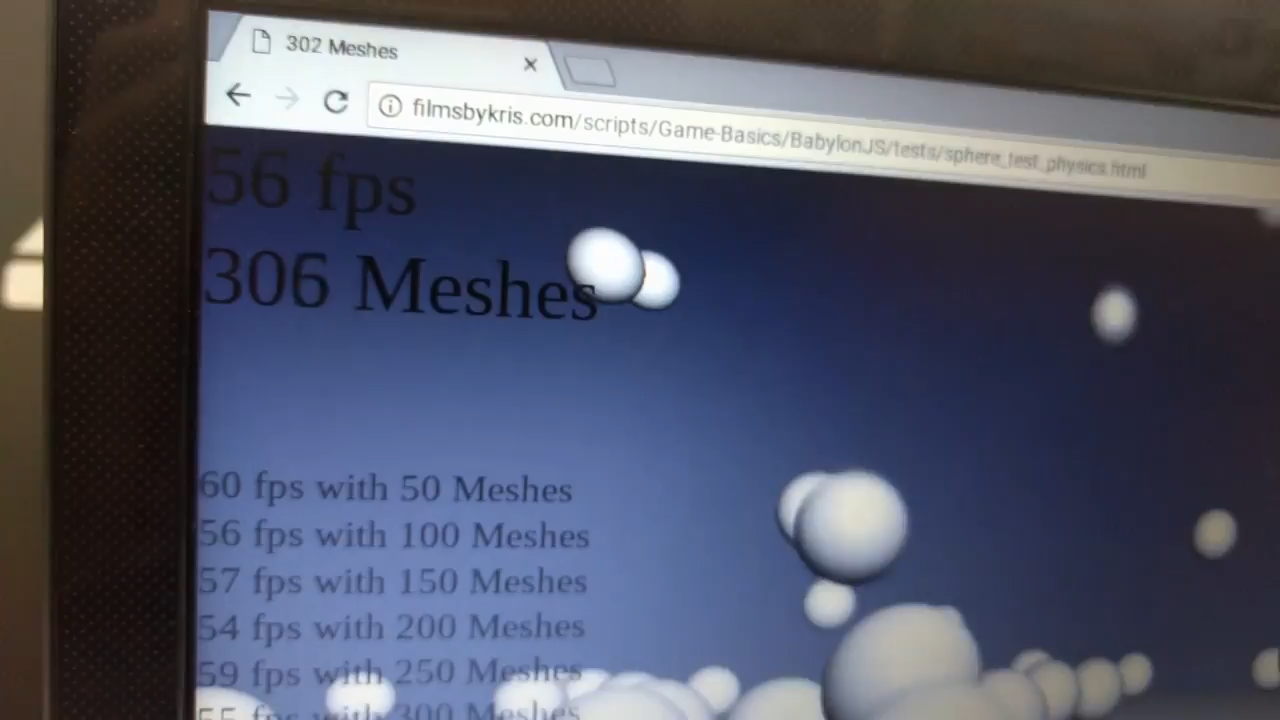 302 Meshes
filmsbykris.com/scripts/Game-Basics/BabylonJS/tests/sphere_test_physics.html
56 fps
306 Meshes
60 fps with 50 Meshes
56 fps with 100 Meshes
57 fps with 150 Meshes
54 fps with 200 Meshes
59 fps with 250 Meshes
55 fps with 300 Meshes